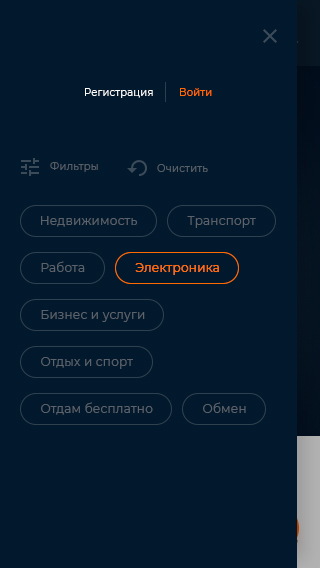 Регистрация Войти
Фильтры Очистить
Недвижимость Транспорт
Работа Электроника
Бизнес и услуги
Отдых и спорт
Отдам бесплатно Обмен